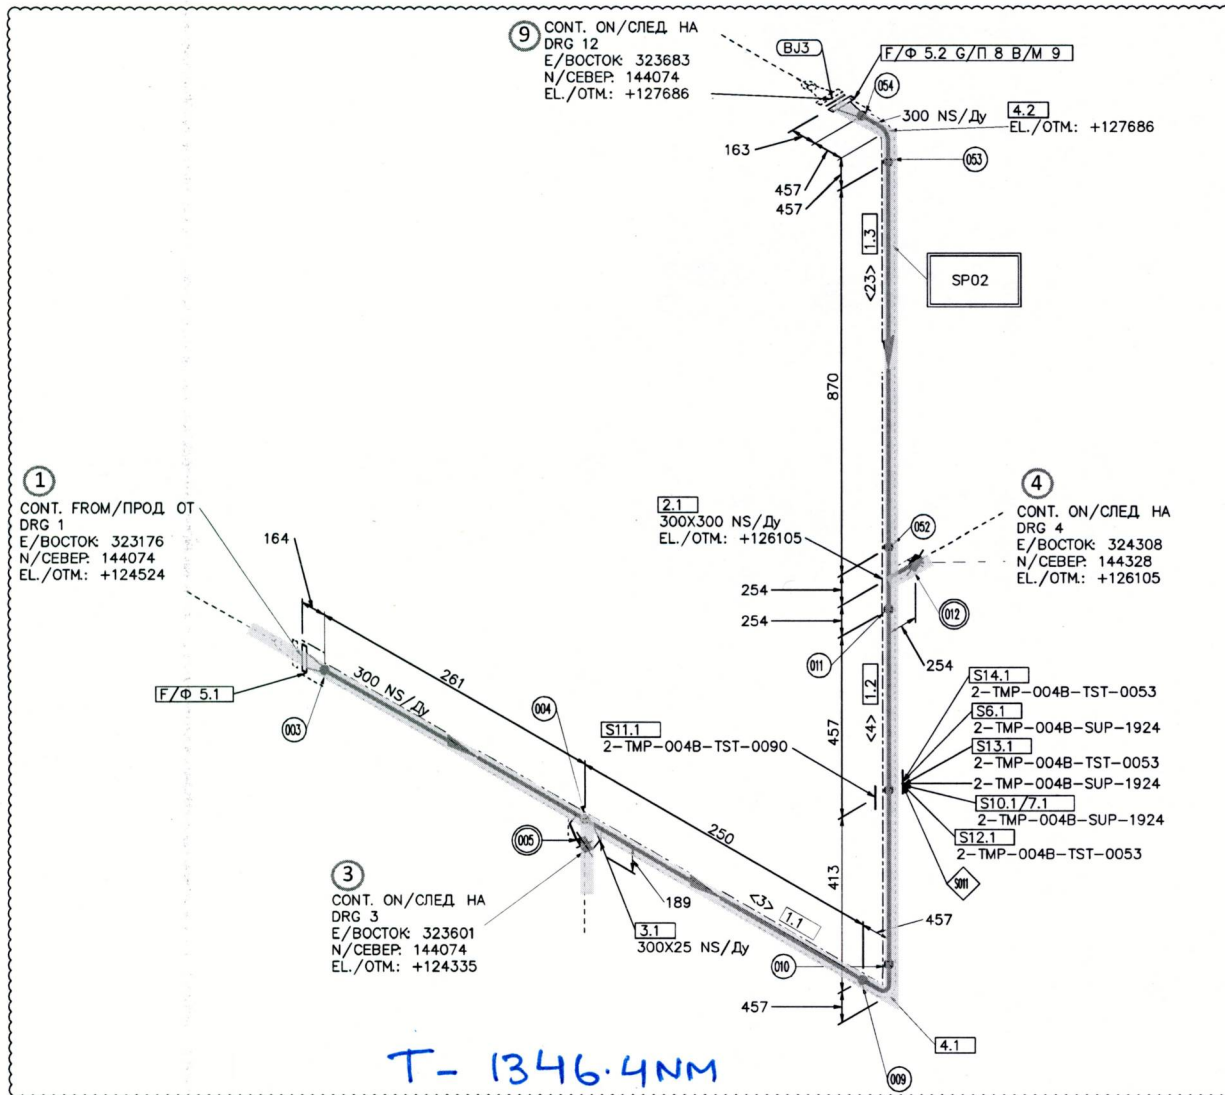 9
CONT. ON/СЛЕД. НА
DRG 12
E/ВОСТОК: 323683
N/СЕВЕР: 144074
EL./ОТМ.: +127686
BJ3
F/Ф 5.2 G/П 8 B/М 9
054
300 NS/Ду
4.2
EL./ОТМ.: +127686
163
053
457
457
1.3
<23>
SP02
870
1
CONT. FROM/ПРОД. ОТ
DRG 1
E/ВОСТОК: 323176
N/СЕВЕР: 144074
EL./ОТМ.: +124524
164
2.1
300X300 NS/Ду
EL./ОТМ.: +126105
052
4
CONT. ON/СЛЕД. НА
DRG 4
E/ВОСТОК: 324308
N/СЕВЕР: 144328
EL./ОТМ.: +126105
254
254
012
254
011
F/Ф 5.1
300 NS/Ду
261
003
004
S11.1
2-TMP-004B-TST-0090
457
<4>
1.2
S14.1
2-TMP-004B-TST-0053
S6.1
2-TMP-004B-SUP-1924
S13.1
2-TMP-004B-TST-0053
2-TMP-004B-SUP-1924
S10.1/7.1
2-TMP-004B-SUP-1924
S12.1
2-TMP-004B-TST-0053
S011
005
250
413
3
CONT. ON/СЛЕД. НА
DRG 3
E/ВОСТОК: 323601
N/СЕВЕР: 144074
EL./ОТМ.: +124335
189
3.1
300X25 NS/Ду
<3>
1.1
457
010
457
4.1
009
T- 1346.4NM